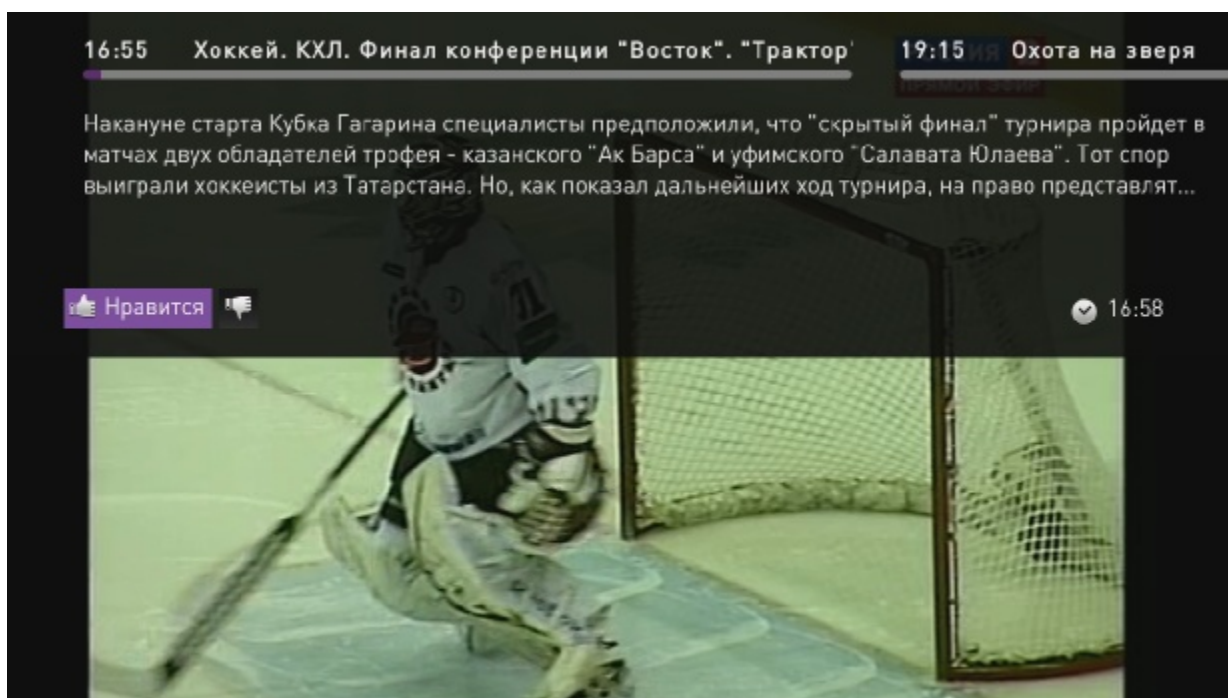 16:55 Хоккей. КХЛ. Финал конференции "Восток". "Трактор"
19:15 Охота на зверя
ПРЯМОЙ ЭФИР
Накануне старта Кубка Гагарина специалисты предположили, что "скрытый финал" турнира пройдет в
матчах двух обладателей трофея - казанского "Ак Барса" и уфимского "Салавата Юлаева". Тот спор
выиграли хоккеисты из Татарстана. Но, как показал дальнейших ход турнира, на право представлят...
Нравится
16:58